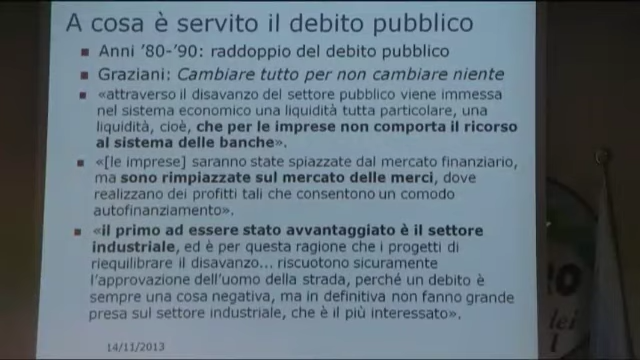 A cosa è servito il debito pubblico
Anni '80-'90: raddoppio del debito pubblico
Graziani: Cambiare tutto per non cambiare niente
«attraverso il disavanzo del settore pubblico viene immessa
nel sistema economico una liquidità tutta particolare, una
liquidità, cioè, che per le imprese non comporta il ricorso
al sistema delle banche».
«[le imprese] saranno state spiazzate dal mercato finanziario,
ma sono rimpiazzate sul mercato delle merci, dove
realizzano dei profitti tali che consentono un comodo
autofinanziamento».
«il primo ad essere stato avvantaggiato è il settore
industriale, ed è per questa ragione che i progetti di
riequilibrare il disavanzo... riscuotono sicuramente
l'approvazione dell'uomo della strada, perché un debito è
sempre una cosa negativa, ma in definitiva non fanno grande
presa sul settore industriale, che è il più interessato».
14/11/2013
RO
lei